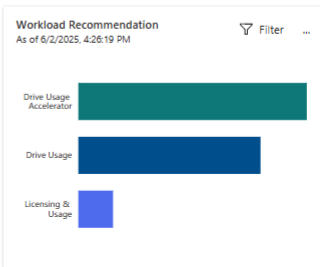 Workload Recommendation
Filter
...
As of 6/2/2025, 4:26:19 PM
Drive Usage
Accelerator
Drive Usage
Licensing &
Usage